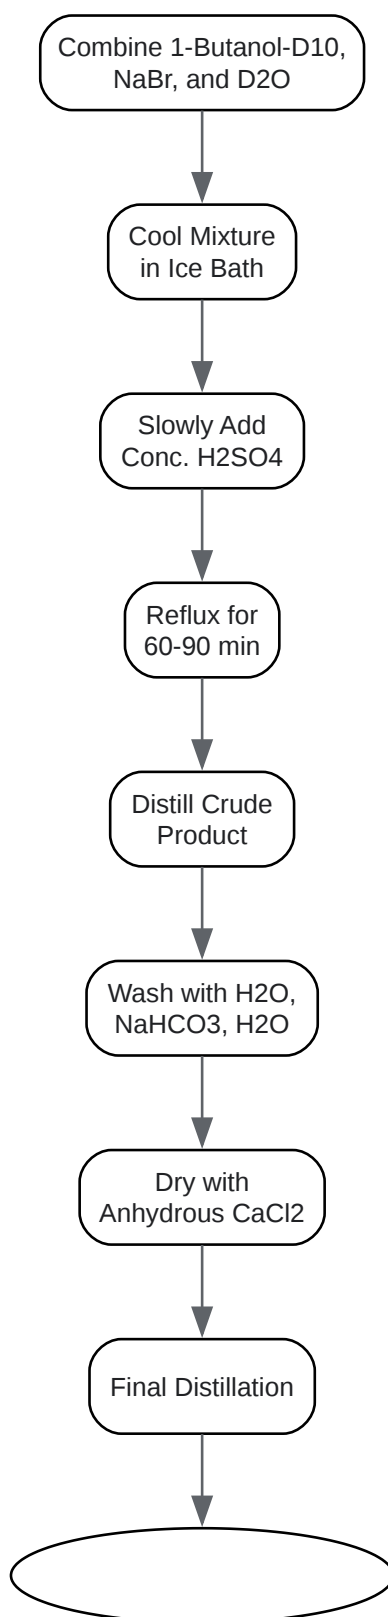 Combine 1-Butanol-D10,
NaBr, and D2O
Cool Mixture
in Ice Bath
Slowly Add
Conc. H2SO4
Reflux for
60-90 min
Distill Crude
Product
Wash with H2O,
NaHCO3, H2O
Dry with
Anhydrous CaCl2
Final Distillation